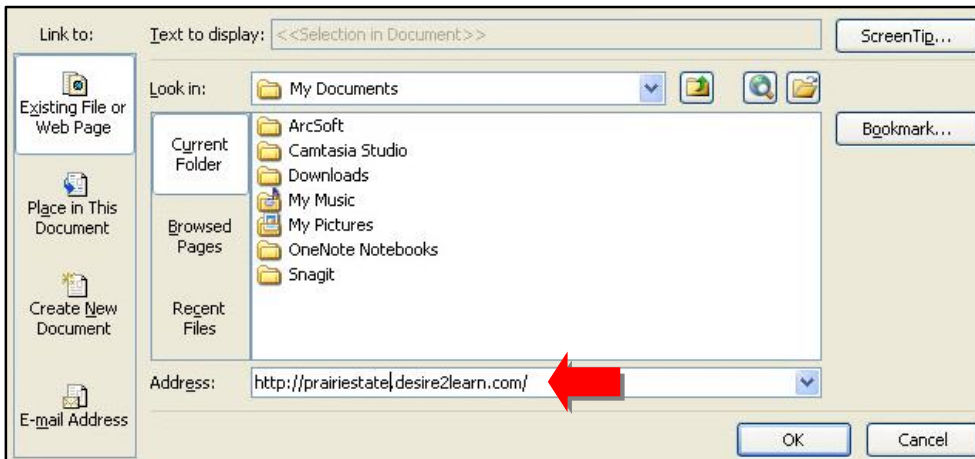 Link to:
Text to display: <<Selection in Document>>
ScreenTip...
Existing File or
Web Page
Look in: My Documents
Bookmark...
Current
Folder
ArcSoft
Camtasia Studio
Downloads
My Music
My Pictures
OneNote Notebooks
Snagit
Place in This
Document
Browsed
Pages
Create New
Document
Recent
Files
Address: http://prairiestate.desire2learn.com/
E-mail Address
OK
Cancel